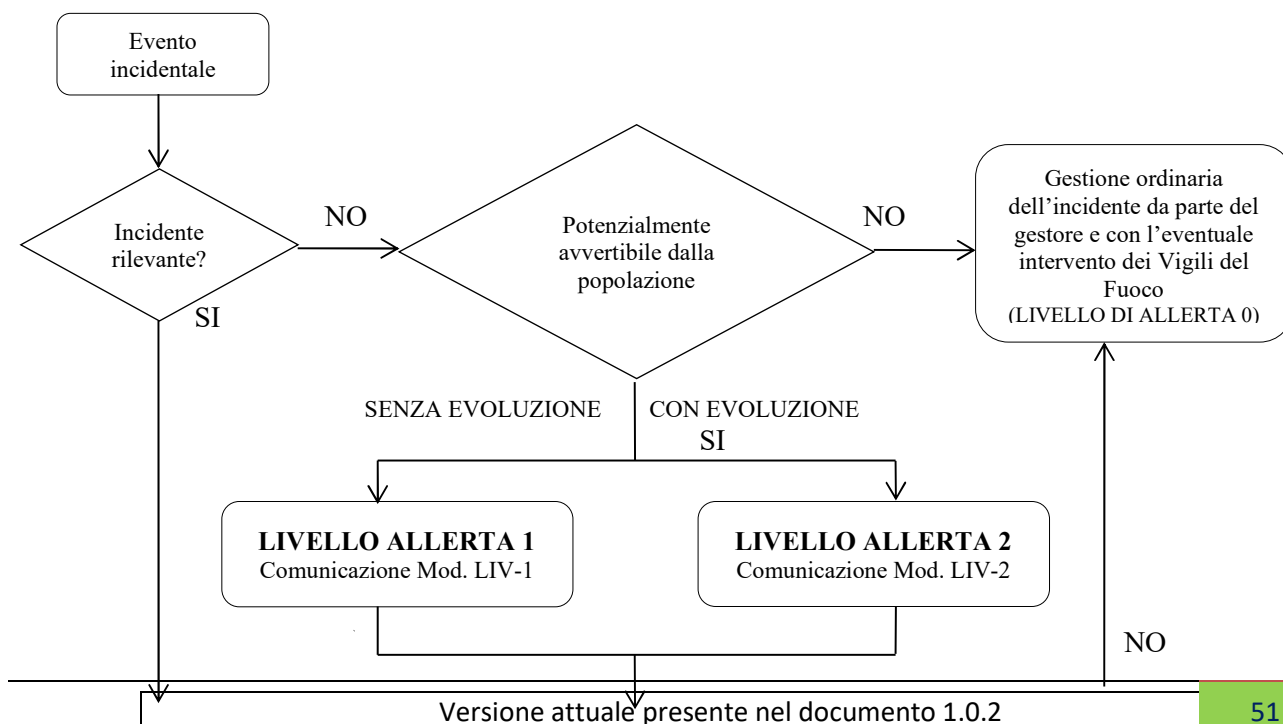 Evento
incidentale
Incidente
rilevante?
NO
SI
Potenzialmente
avvertibile dalla
popolazione
NO
Gestione ordinaria
dell’incidente da parte del
gestore e con l’eventuale
intervento dei Vigili del
Fuoco
(LIVELLO DI ALLERTA 0)
SENZA EVOLUZIONE
CON EVOLUZIONE
SI
LIVELLO ALLERTA 1
Comunicazione Mod. LIV-1
LIVELLO ALLERTA 2
Comunicazione Mod. LIV-2
NO
Versione attuale presente nel documento 1.0.2
51